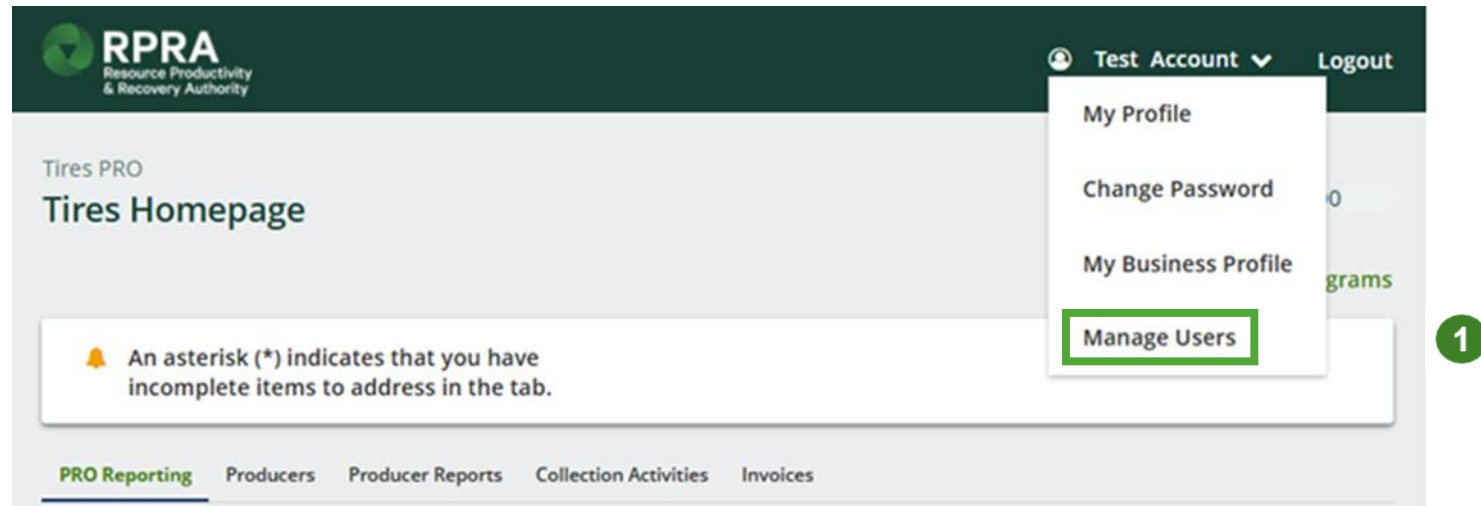 RPRA
Resource Productivity
& Recovery Authority
Test Account
Logout
My Profile
Change Password
My Business Profile
Manage Users
Tires PRO
Tires Homepage
grams
An asterisk (*) indicates that you have
incomplete items to address in the tab.
1
PRO Reporting Producers Producer Reports Collection Activities Invoices